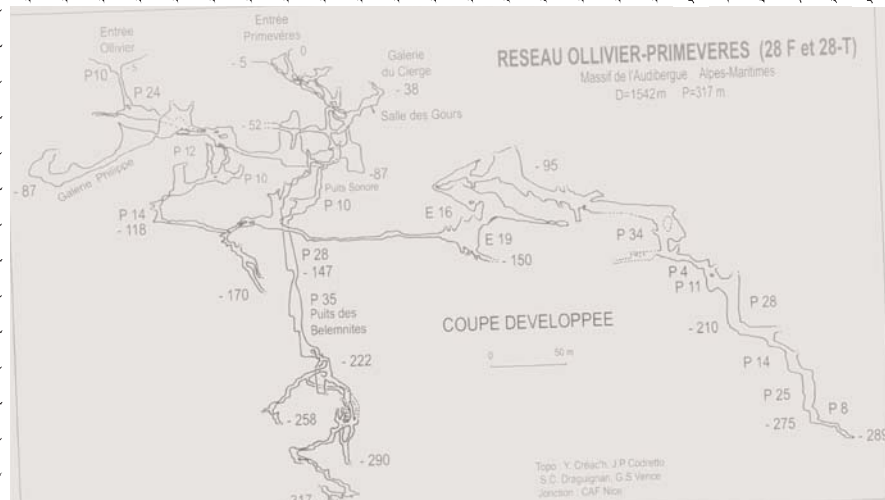 Entrée
Ollivier
Entrée
Primevères
0
- 5
- 5
Galerie
du Cierge
- 38
Salle des Gours
RESEAU OLLIVIER-PRIMEVERES (28 F et 28-T)
Massif de l'Audibergue Alpes-Maritimes
D=1542 m P=317 m
P10
P 24
- 52
P 12
P 10
- 87
Galerie Philippe
- 87
Puits Sonore
P 10
- 95
E 16
P 14
- 118
E 19
P 34
- 150
P 28
- 147
P 4
P 11
- 170
P 35
Puits des
Belemnites
P 28
COUPE DEVELOPPEE
- 210
0 50 m
- 222
P 14
P 25
P 8
- 258
- 275
- 289
- 290
- 317
Topo : Y. Créac'h, J.P Codretto
S.C. Draguignan, G.S Vence
Jonction : CAF Nice